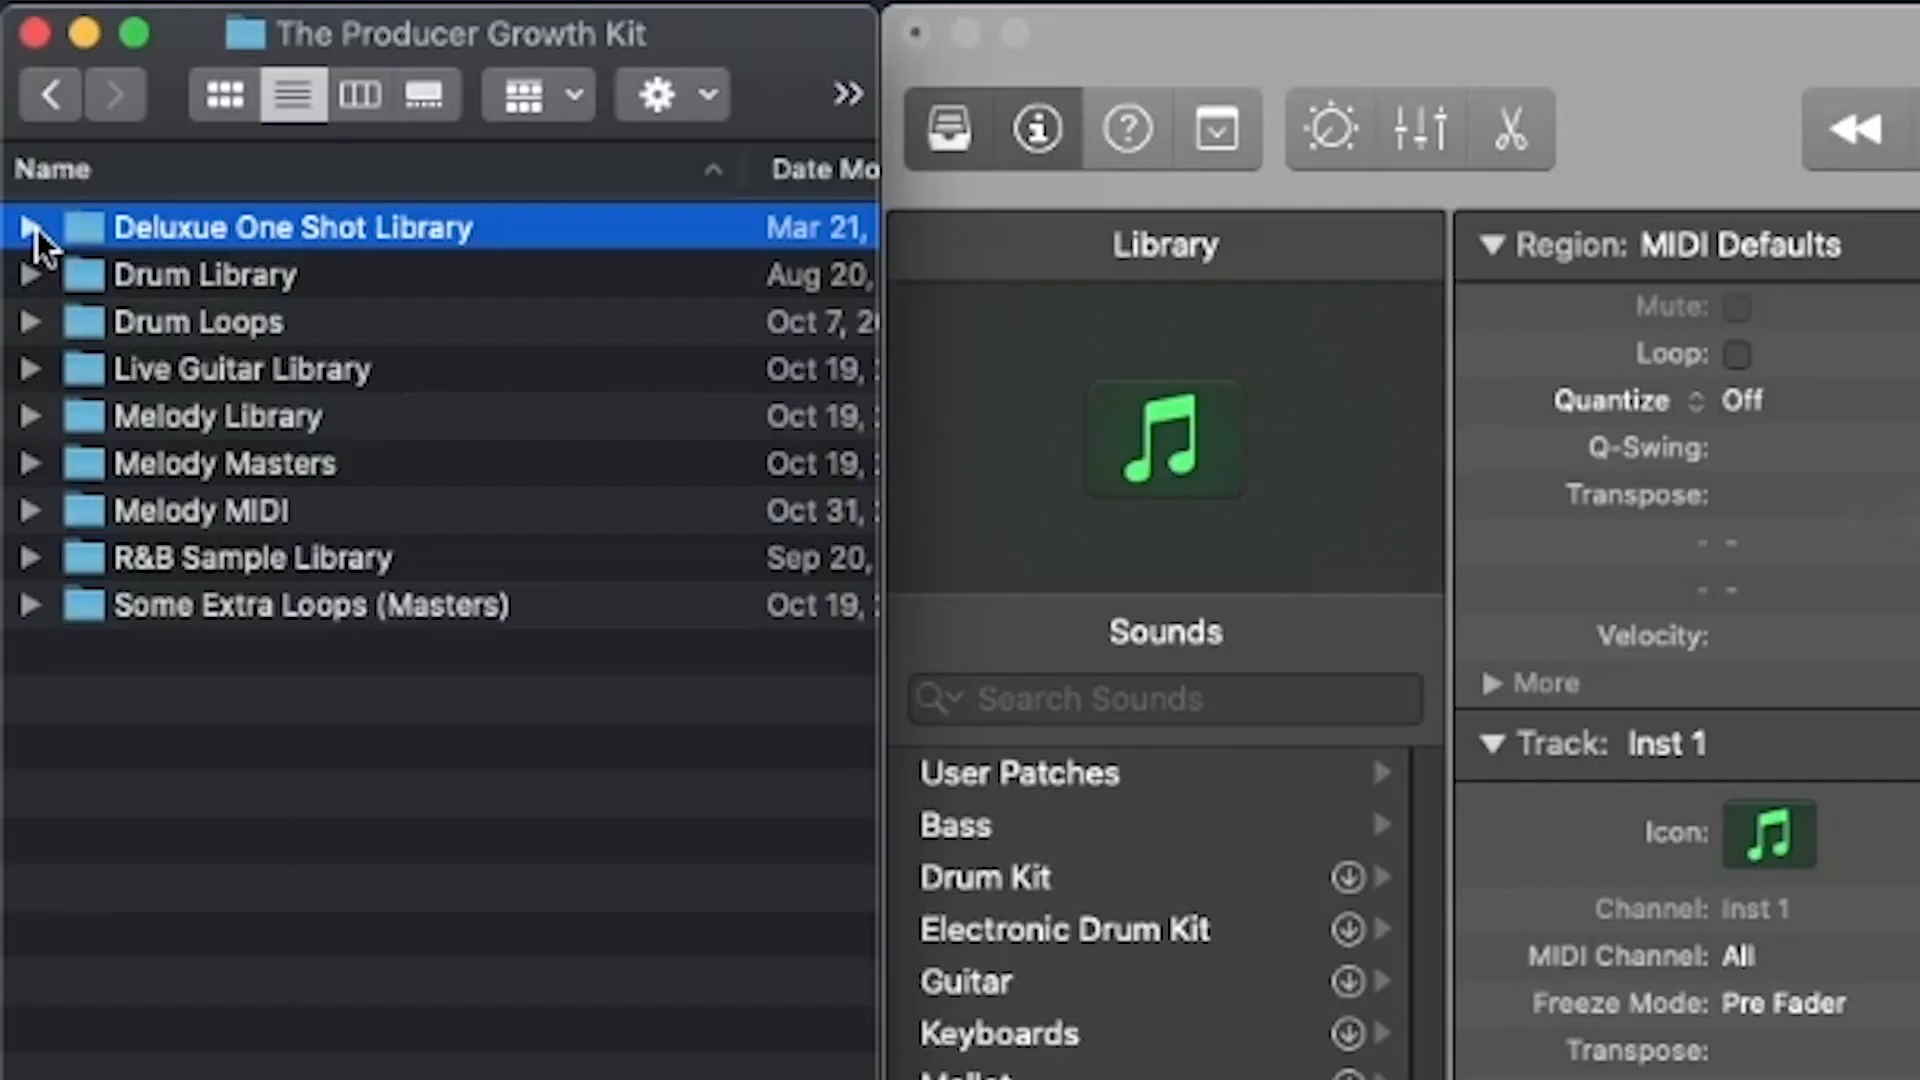 The Producer Growth Kit
Name
Date Mo
Deluxue One Shot Library
Mar 21,
Drum Library
Aug 20,
Drum Loops
Oct 7, 2
Live Guitar Library
Oct 19,
Melody Library
Oct 19,
Melody Masters
Oct 19,
Melody MIDI
Oct 31,
R&B Sample Library
Sep 20,
Some Extra Loops (Masters)
Oct 19,
Library
Sounds
Search Sounds
User Patches
Bass
Drum Kit
Electronic Drum Kit
Guitar
Keyboards
Mallet
Region: MIDI Defaults
Mute:
Loop:
Quantize Off
Q-Swing:
Transpose:
- -
- -
Velocity:
More
Track: Inst 1
Icon:
Channel: Inst 1
MIDI Channel: All
Freeze Mode: Pre Fader
Transpose: